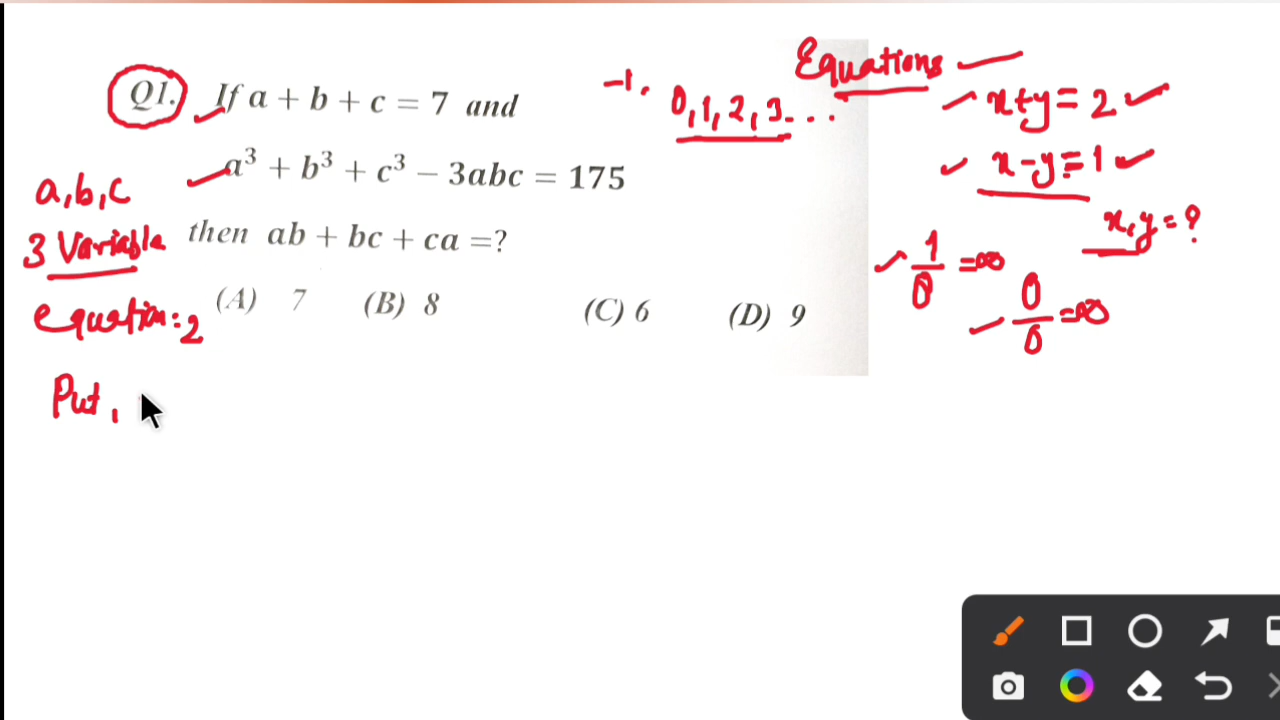 Q1. If a + b + c = 7 and
a³ + b³ + c³ − 3abc = 175
then ab + bc + ca =?
(A) 7 (B) 8 (C) 6 (D) 9
a,b,c
3 Variable
equation:2
Put,
-1, 0,1,2,3...
Equations
x+y=2
x-y=1
x,y=?
1/0 =∞
0/0 =∞